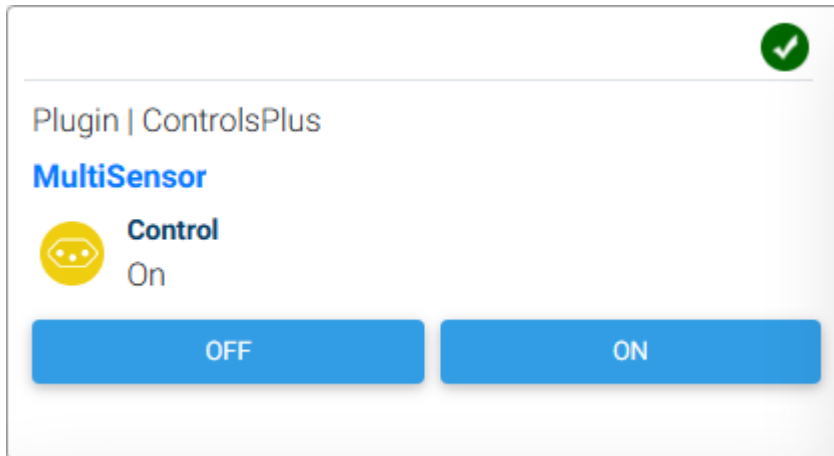 Plugin | ControlsPlus
MultiSensor
Control
On
OFF
ON